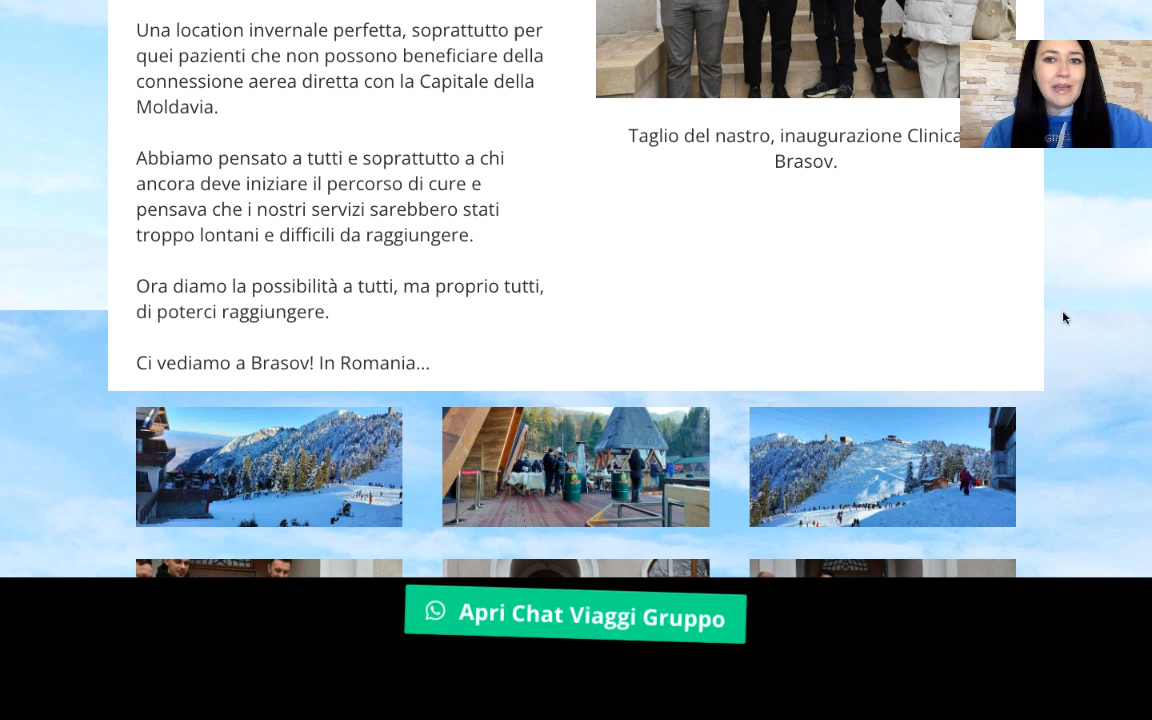 Una location invernale perfetta, soprattutto per
quei pazienti che non possono beneficiare della
connessione aerea diretta con la Capitale della
Moldavia.
Abbiamo pensato a tutti e soprattutto a chi
ancora deve iniziare il percorso di cure e
pensava che i nostri servizi sarebbero stati
troppo lontani e difficili da raggiungere.
Ora diamo la possibilità a tutti, ma proprio tutti,
di poterci raggiungere.
Ci vediamo a Brasov! In Romania...
Taglio del nastro, inaugurazione Clinica
Brasov.
Apri Chat Viaggi Gruppo